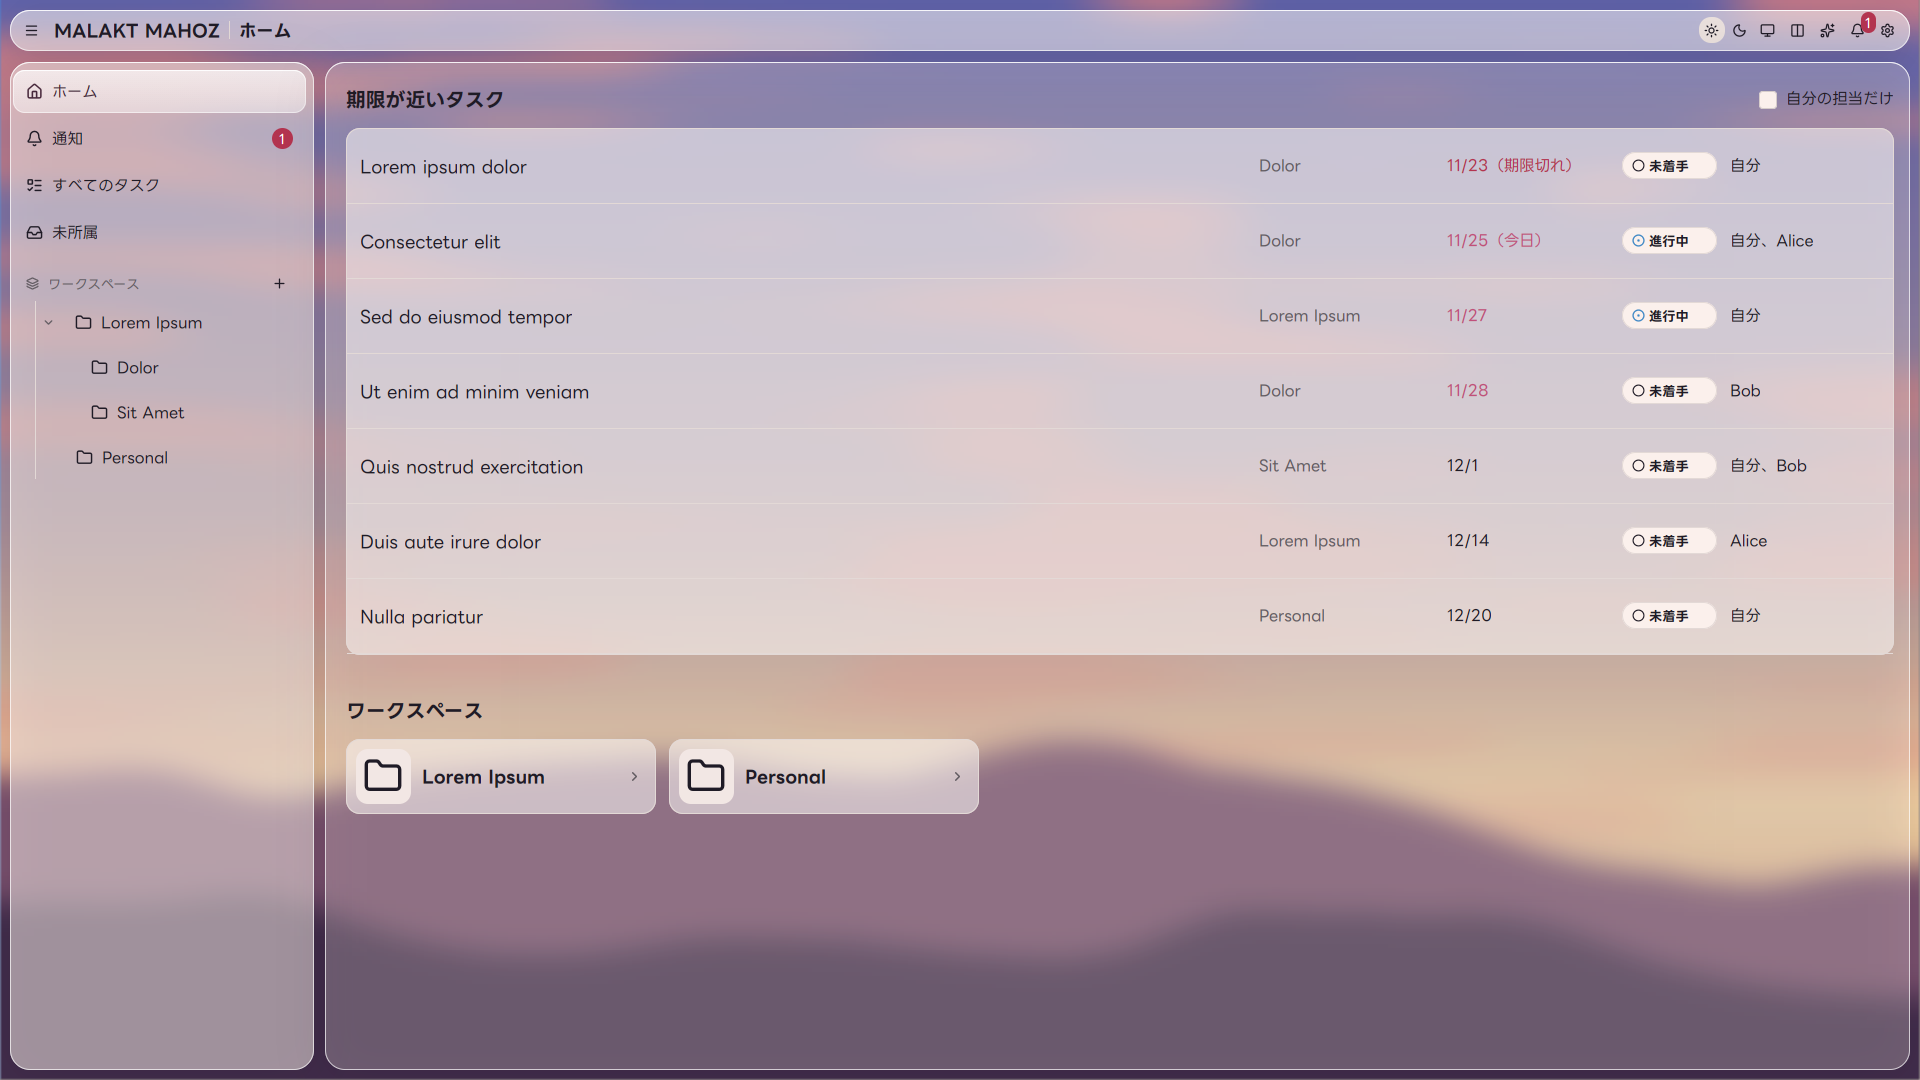 MALAKT MAHOZ ホーム
1
ホーム
通知 1
すべてのタスク
未所属
ワークスペース
Lorem Ipsum
Dolor
Sit Amet
Personal
期限が近いタスク 自分の担当だけ
Lorem ipsum dolor Dolor 11/23（期限切れ） 未着手 自分
Consectetur elit Dolor 11/25（今日） 進行中 自分、Alice
Sed do eiusmod tempor Lorem Ipsum 11/27 進行中 自分
Ut enim ad minim veniam Dolor 11/28 未着手 Bob
Quis nostrud exercitation Sit Amet 12/1 未着手 自分、Bob
Duis aute irure dolor Lorem Ipsum 12/14 未着手 Alice
Nulla pariatur Personal 12/20 未着手 自分
ワークスペース
Lorem Ipsum Personal